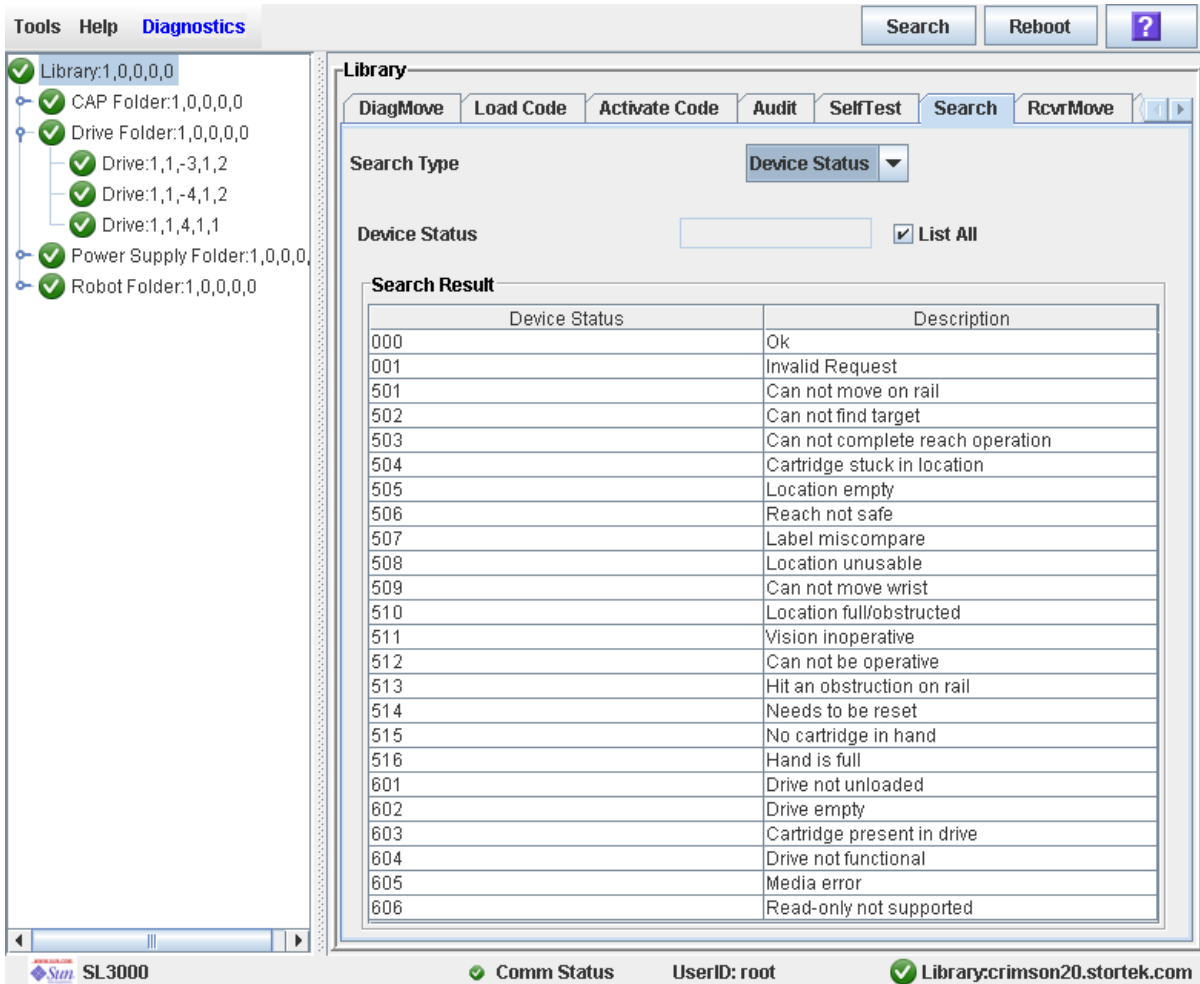 Tools Help Diagnostics Search Reboot ?
Library:1,0,0,0,0
CAP Folder:1,0,0,0,0
Drive Folder:1,0,0,0,0
Drive:1,1,-3,1,2
Drive:1,1,-4,1,2
Drive:1,1,4,1,1
Power Supply Folder:1,0,0,0,
Robot Folder:1,0,0,0,0
Library
DiagMove Load Code Activate Code Audit SelfTest Search RcvrMove
Search Type Device Status
Device Status List All
Search Result
Device Status Description
000 Ok
001 Invalid Request
501 Can not move on rail
502 Can not find target
503 Can not complete reach operation
504 Cartridge stuck in location
505 Location empty
506 Reach not safe
507 Label miscompare
508 Location unusable
509 Can not move wrist
510 Location full/obstructed
511 Vision inoperative
512 Can not be operative
513 Hit an obstruction on rail
514 Needs to be reset
515 No cartridge in hand
516 Hand is full
601 Drive not unloaded
602 Drive empty
603 Cartridge present in drive
604 Drive not functional
605 Media error
606 Read-only not supported
Sun SL3000 Comm Status UserID: root Library:crimson20.stortek.com